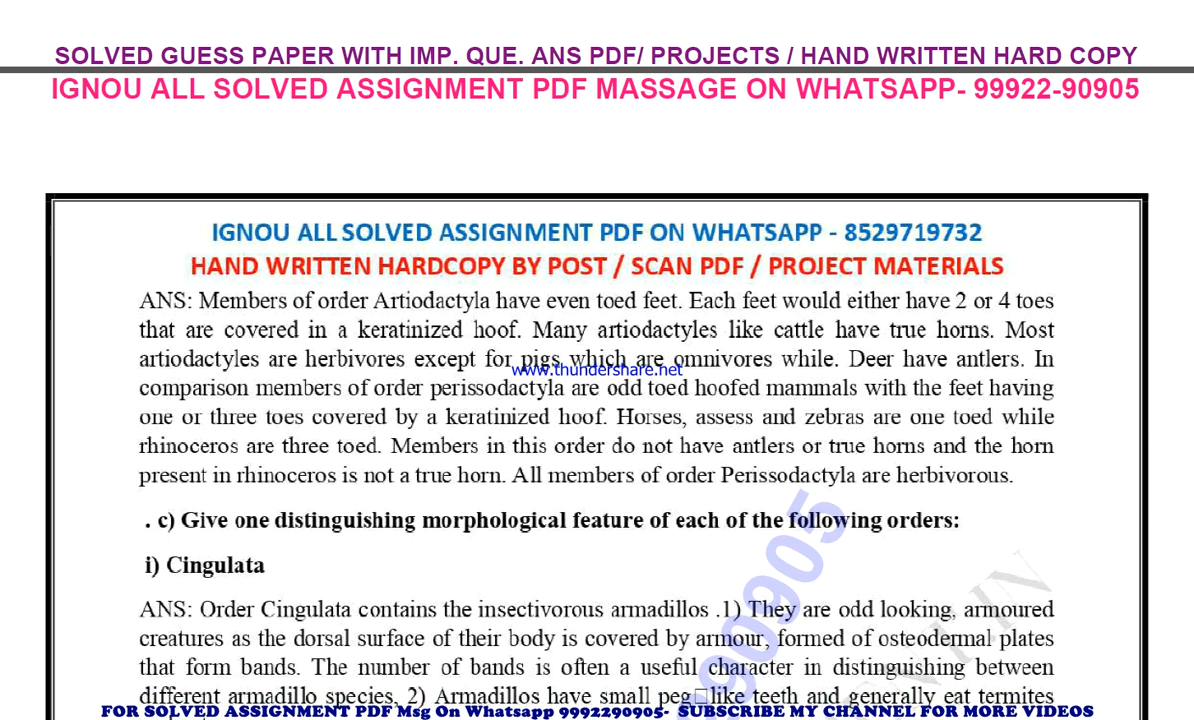 SOLVED GUESS PAPER WITH IMP. QUE. ANS PDF/ PROJECTS / HAND WRITTEN HARD COPY
IGNOU ALL SOLVED ASSIGNMENT PDF MASSAGE ON WHATSAPP- 99922-90905
IGNOU ALL SOLVED ASSIGNMENT PDF ON WHATSAPP - 8529719732
HAND WRITTEN HARDCOPY BY POST / SCAN PDF / PROJECT MATERIALS
ANS: Members of order Artiodactyla have even toed feet. Each feet would either have 2 or 4 toes
that are covered in a keratinized hoof. Many artiodactyles like cattle have true horns. Most
artiodactyles are herbivores except for pigs which are omnivores while. Deer have antlers. In
www.thundershare.net
comparison members of order perissodactyla are odd toed hoofed mammals with the feet having
one or three toes covered by a keratinized hoof. Horses, assess and zebras are one toed while
rhinoceros are three toed. Members in this order do not have antlers or true horns and the horn
present in rhinoceros is not a true horn. All members of order Perissodactyla are herbivorous.
. c) Give one distinguishing morphological feature of each of the following orders:
i) Cingulata
ANS: Order Cingulata contains the insectivorous armadillos .1) They are odd looking, armoured
creatures as the dorsal surface of their body is covered by armour, formed of osteodermal plates
that form bands. The number of bands is often a useful character in distinguishing between
different armadillo species, 2) Armadillos have small peg□like teeth and generally eat termites
FOR SOLVED ASSIGNMENT PDF Msg On Whatsapp 9992290905- SUBSCRIBE MY CHANNEL FOR MORE VIDEOS